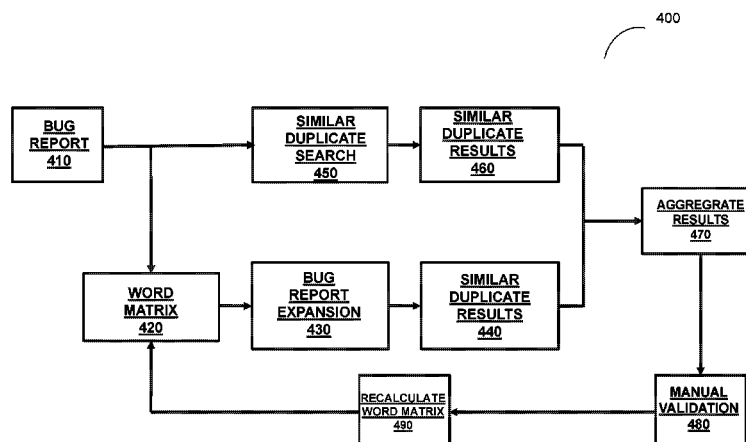 400
BUG
REPORT
410
SIMILAR
DUPLICATE
SEARCH
450
SIMILAR
DUPLICATE
RESULTS
460
AGGREGRATE
RESULTS
470
WORD
MATRIX
420
BUG
REPORT
EXPANSION
430
SIMILAR
DUPLICATE
RESULTS
440
RECALCULATE
WORD MATRIX
490
MANUAL
VALIDATION
480